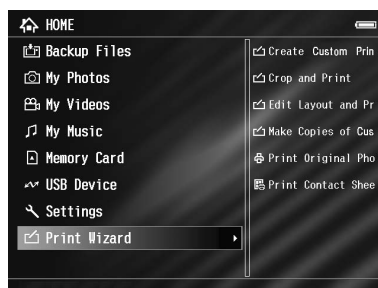 HOME
Backup Files
My Photos
My Videos
My Music
Memory Card
USB Device
Settings
Print Wizard
Create Custom Prin
Crop and Print
Edit Layout and Pr
Make Copies of Cus
Print Original Pho
Print Contact Shee